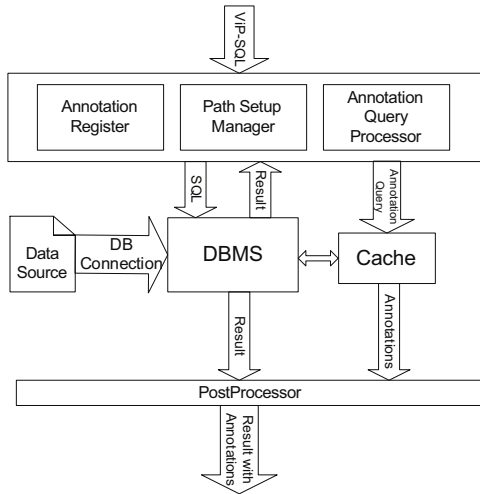 ViP-SQL
Annotation
Register
Path Setup
Manager
Annotation
Query
Processor
SQL
Result
Annotation
Query
Data
Source
DB
Connection
DBMS
Cache
Result
Annotations
PostProcessor
Result with
Annotations